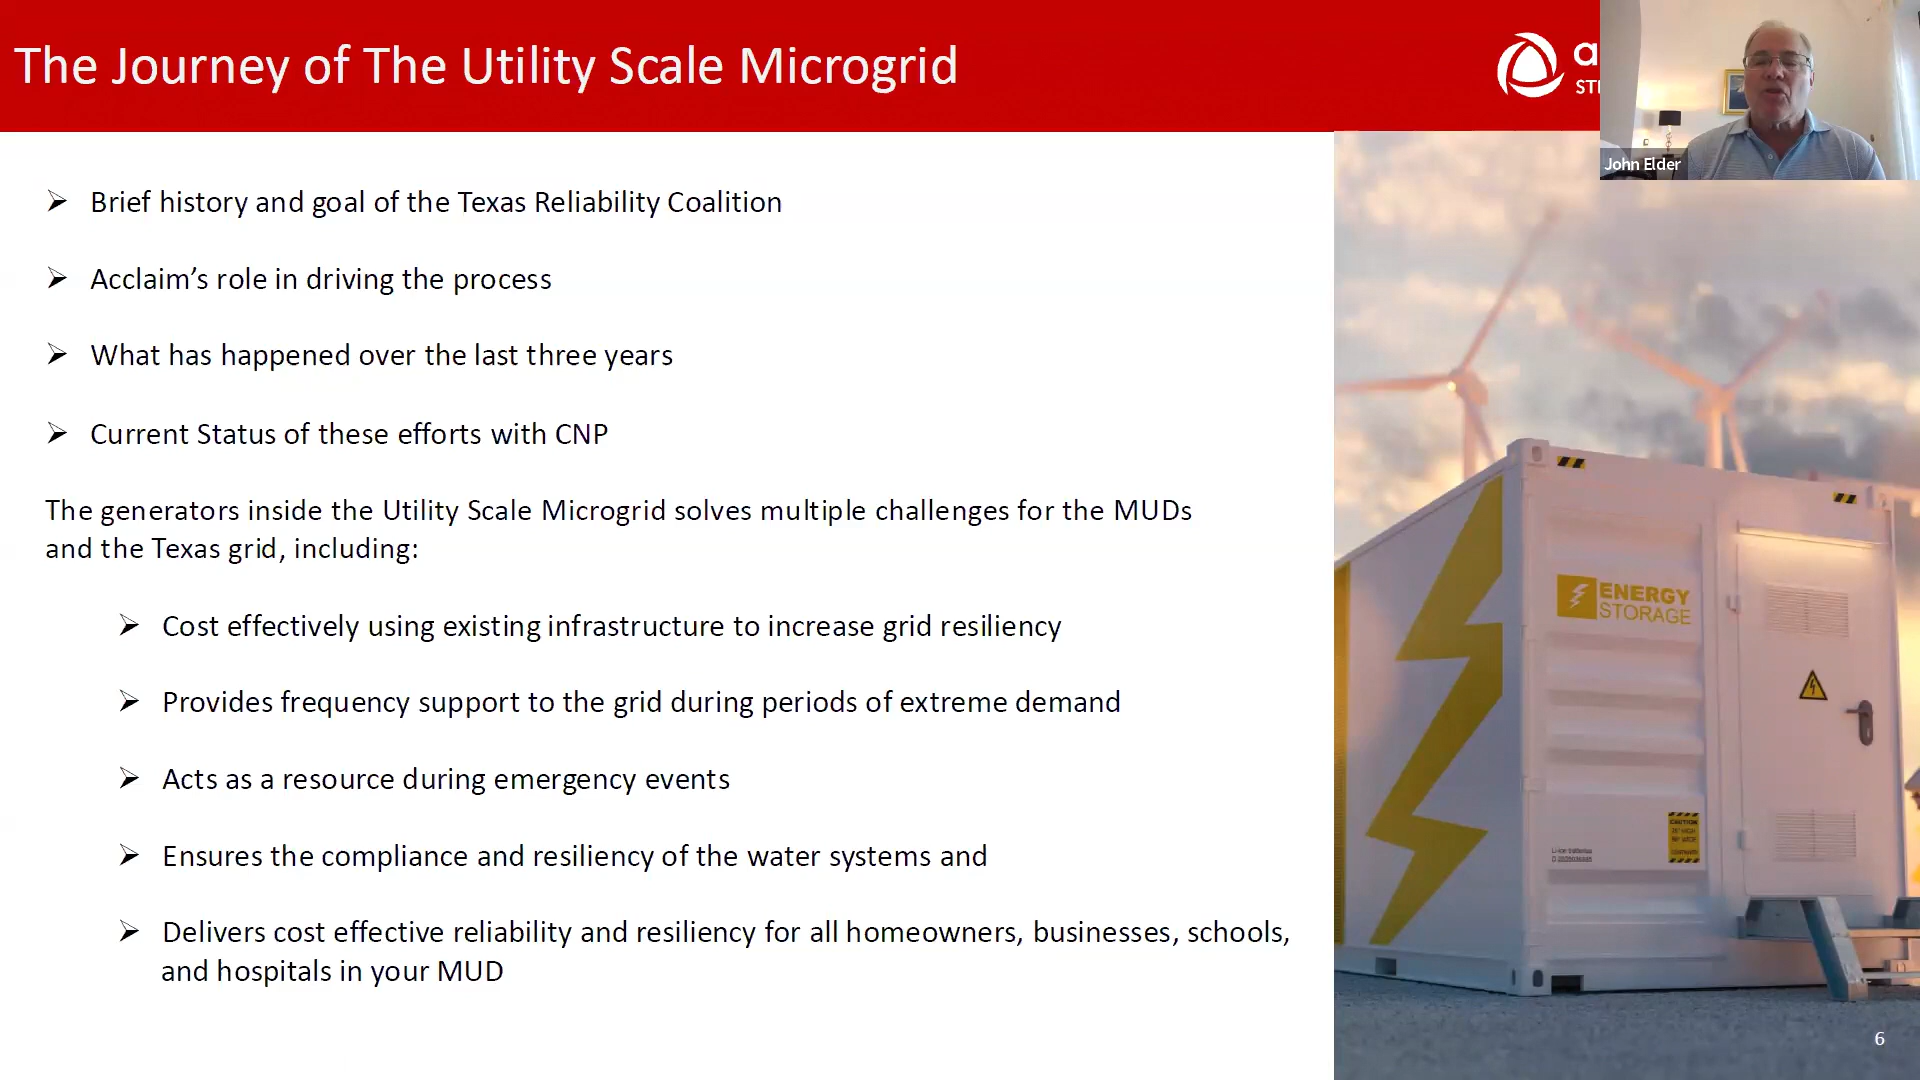 The Journey of The Utility Scale Microgrid
a
ST
John Elder
➢ Brief history and goal of the Texas Reliability Coalition
➢ Acclaim’s role in driving the process
➢ What has happened over the last three years
➢ Current Status of these efforts with CNP
The generators inside the Utility Scale Microgrid solves multiple challenges for the MUDs
and the Texas grid, including:
➢ Cost effectively using existing infrastructure to increase grid resiliency
➢ Provides frequency support to the grid during periods of extreme demand
➢ Acts as a resource during emergency events
➢ Ensures the compliance and resiliency of the water systems and
➢ Delivers cost effective reliability and resiliency for all homeowners, businesses, schools,
and hospitals in your MUD
ENERGY
STORAGE
CAUTION
6